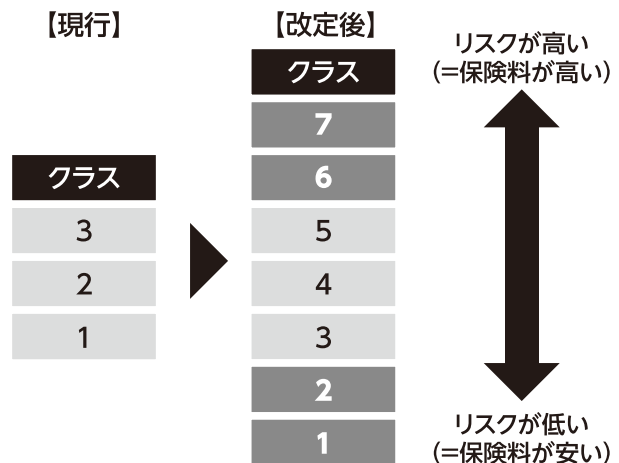 【現行】
クラス
3
2
1
【改定後】
クラス
7
6
5
4
3
2
1
リスクが高い
(=保険料が高い)
リスクが低い
(=保険料が安い)